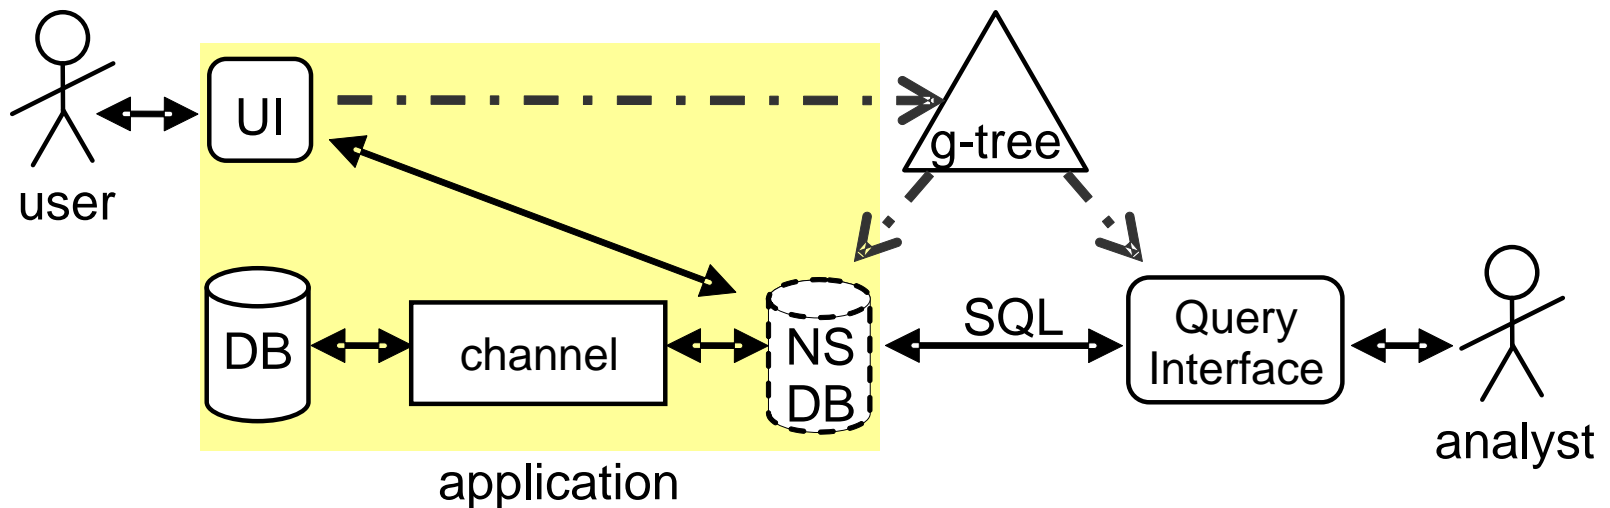 UI
g-tree
user
DB
channel
NS
DB
SQL
Query
Interface
analyst
application